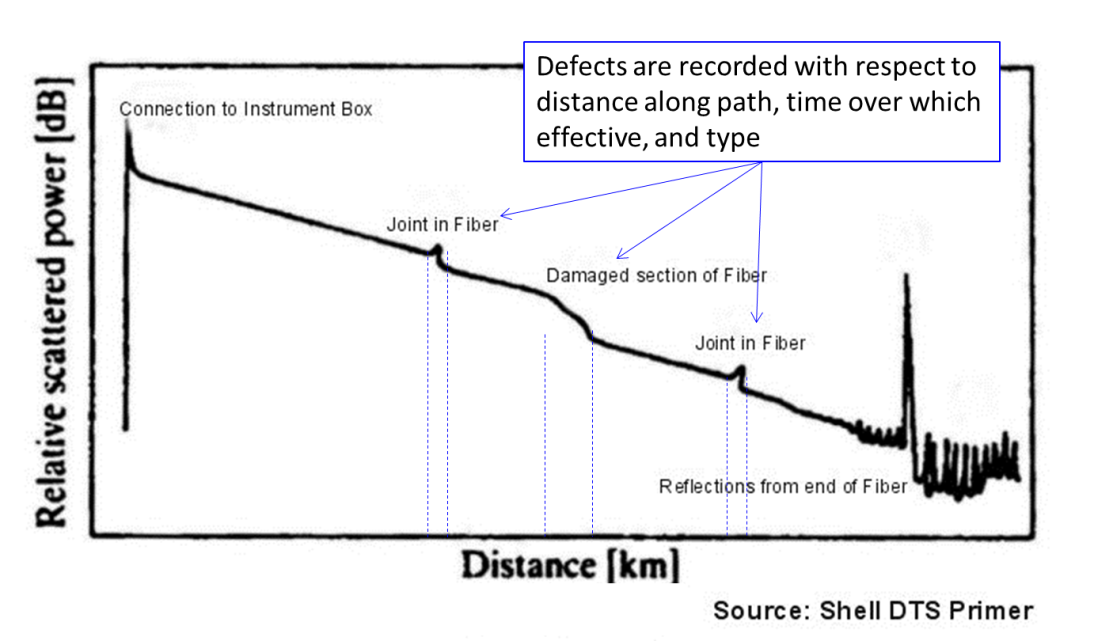 Defects are recorded with respect to
distance along path, time over which
effective, and type
Connection to Instrument Box
Joint in Fiber
Damaged section of Fiber
Joint in Fiber
Reflections from end of Fiber
Relative scattered power [dB]
Distance [km]
Source: Shell DTS Primer